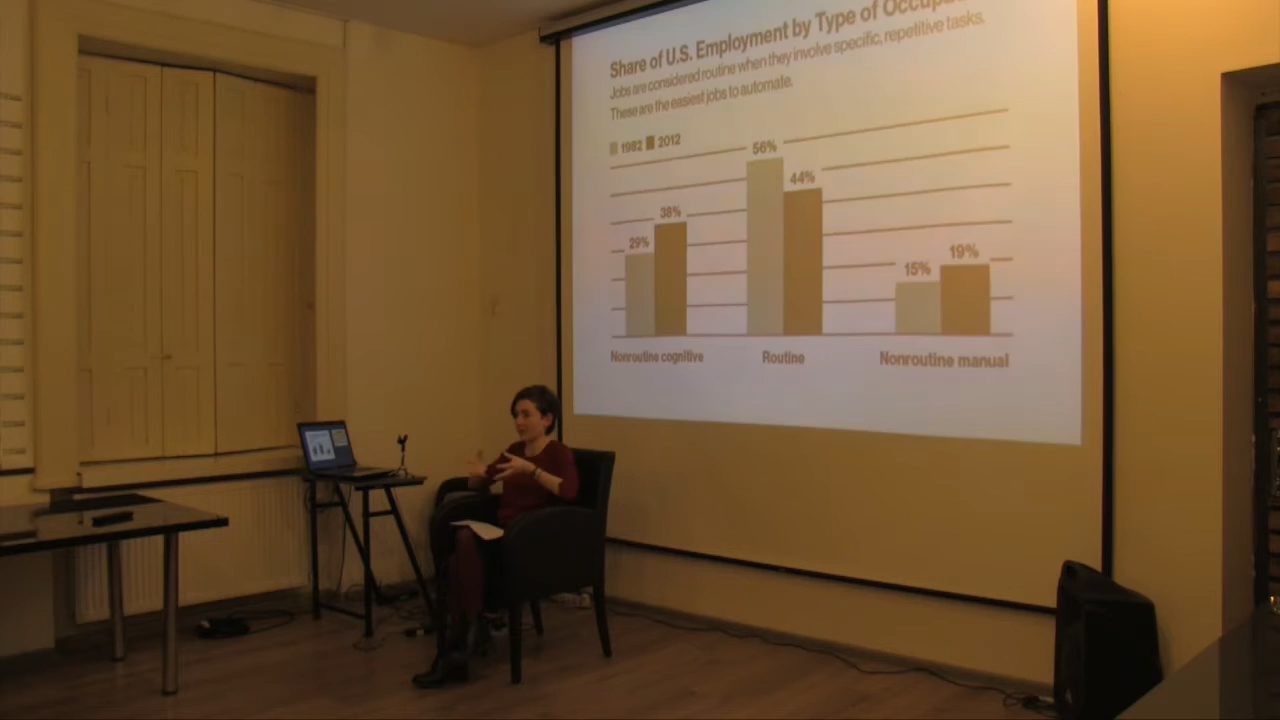 Share of U.S. Employment by Type of
Jobs are considered routine when they involve specific, repetitive tasks.
These are the easiest jobs to automate.
1982 2012
56%
44%
38%
29%
19%
15%
Nonroutine cognitive Routine Nonroutine manual